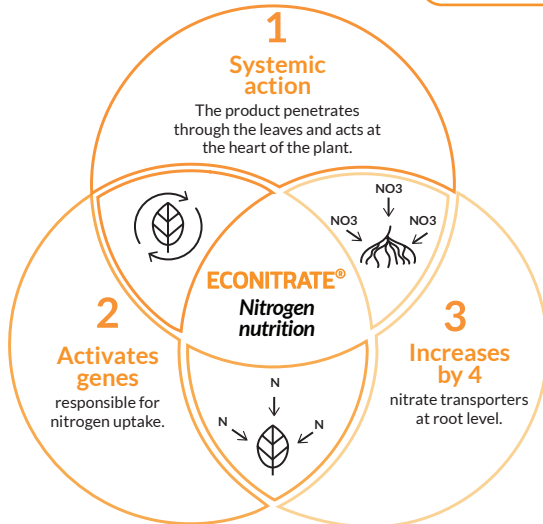 1
Systemic
action
The product penetrates
through the leaves and acts at
the heart of the plant.
NO3
NO3
NO3
ECONITRATE®
Nitrogen
nutrition
2
Activates
genes
responsible for
nitrogen uptake.
3
Increases
by 4
nitrate transporters
at root level.
N
N
N